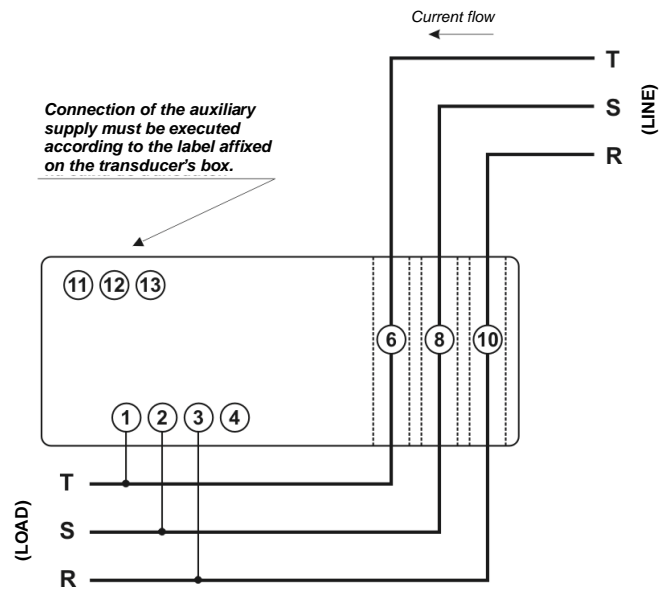 Current flow
T
S
R
(LINE)
Connection of the auxiliary
supply must be executed
according to the label affixed
on the transducer's box.
11 12 13
6 8 10
1 2 3 4
T
S
R
(LOAD)